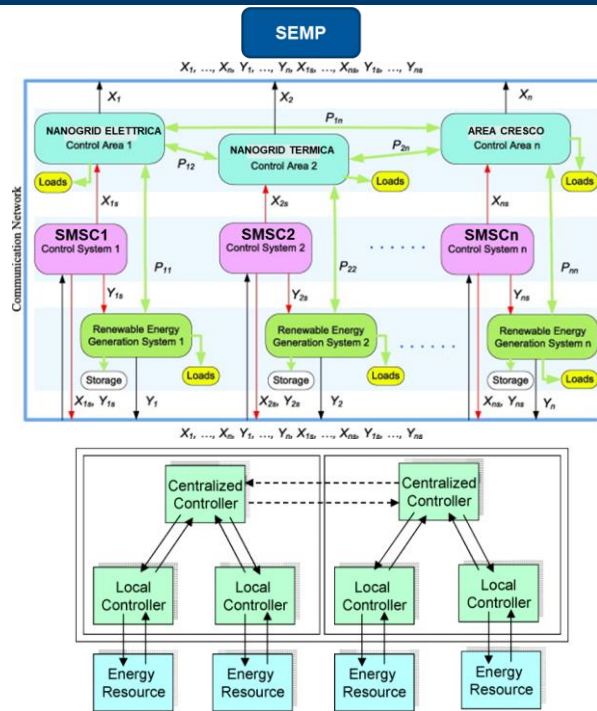 SEMP
X1, …, Xn, Y1, …, Yn, X1s, …, Xns, Y1s, …, Yns
Communication Network
X1
X2
Xn
NANOGRID ELETTRICA
Control Area 1
P1n
AREA CRESCO
Control Area n
NANOGRID TERMICA
Control Area 2
P12
P2n
Loads
Loads
Loads
X1s
X2s
Xns
SMSC1
Control System 1
SMSC2
Control System 2
SMSCn
Control System n
P11
P22
Pnn
Y1s
Y2s
Yns
Renewable Energy
Generation System 1
Renewable Energy
Generation System 2
Renewable Energy
Generation System n
Storage
Loads
Storage
Loads
Storage
Loads
X1s, Y1s
Y1
X2s, Y2s
Y2
Xns, Yns
Yn
X1, …, Xn, Y1, …, Yn, X1s, …, Xns, Y1s, …, Yns
Centralized
Controller
Centralized
Controller
Local
Controller
Local
Controller
Local
Controller
Local
Controller
Energy
Resource
Energy
Resource
Energy
Resource
Energy
Resource